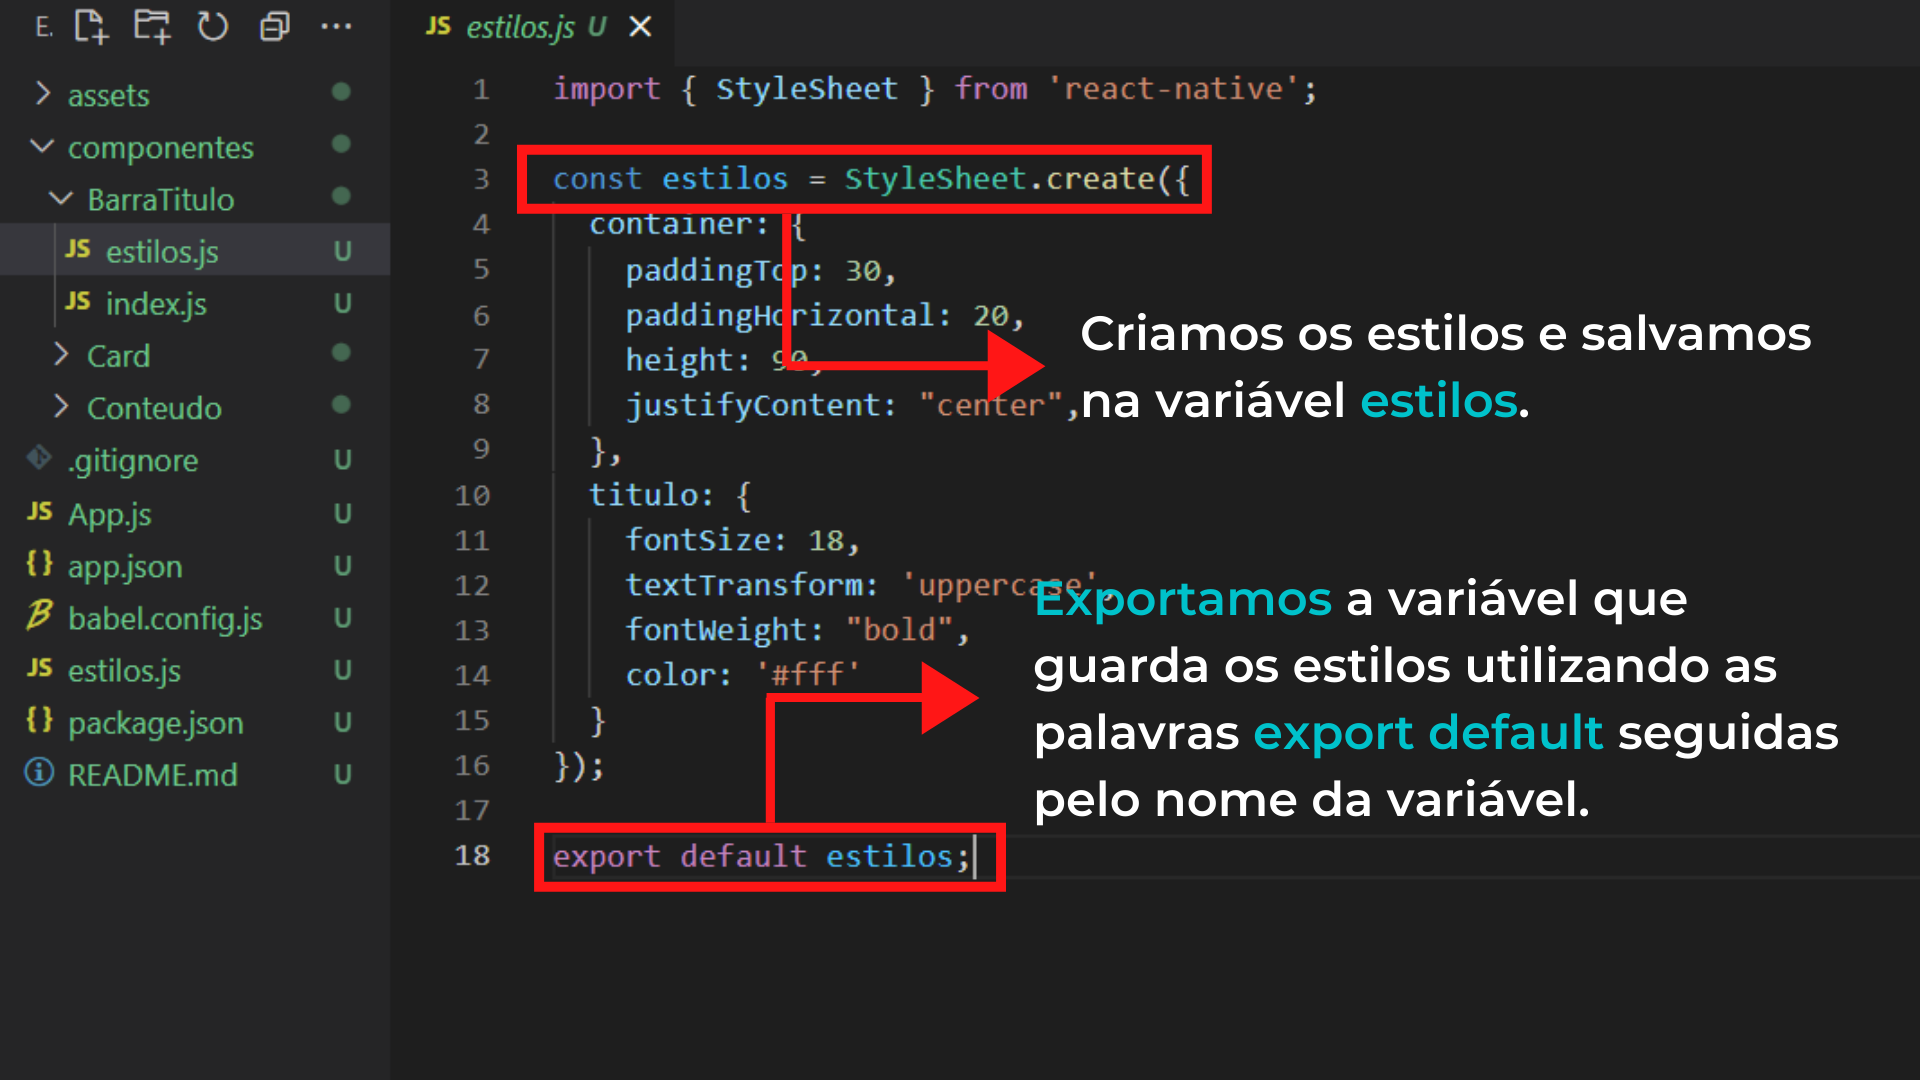 E.
assets
componentes
BarraTitulo
JS estilos.js U
JS index.js U
Card
Conteudo
.gitignore U
JS App.js U
{} app.json U
babel.config.js U
JS estilos.js U
{} package.json U
README.md U
JS estilos.js U
1 import { StyleSheet } from 'react-native';
2
3 const estilos = StyleSheet.create({
4 container: {
5 paddingTop: 30,
6 paddingHorizontal: 20,
7 height: 90,
8 justifyContent: "center",
9 },
10 titulo: {
11 fontSize: 18,
12 textTransform: 'uppercase',
13 fontWeight: "bold",
14 color: '#fff'
15 }
16 });
17
18 export default estilos;
Criamos os estilos e salvamos
na variável estilos.
Exportamos a variável que
guarda os estilos utilizando as
palavras export default seguidas
pelo nome da variável.